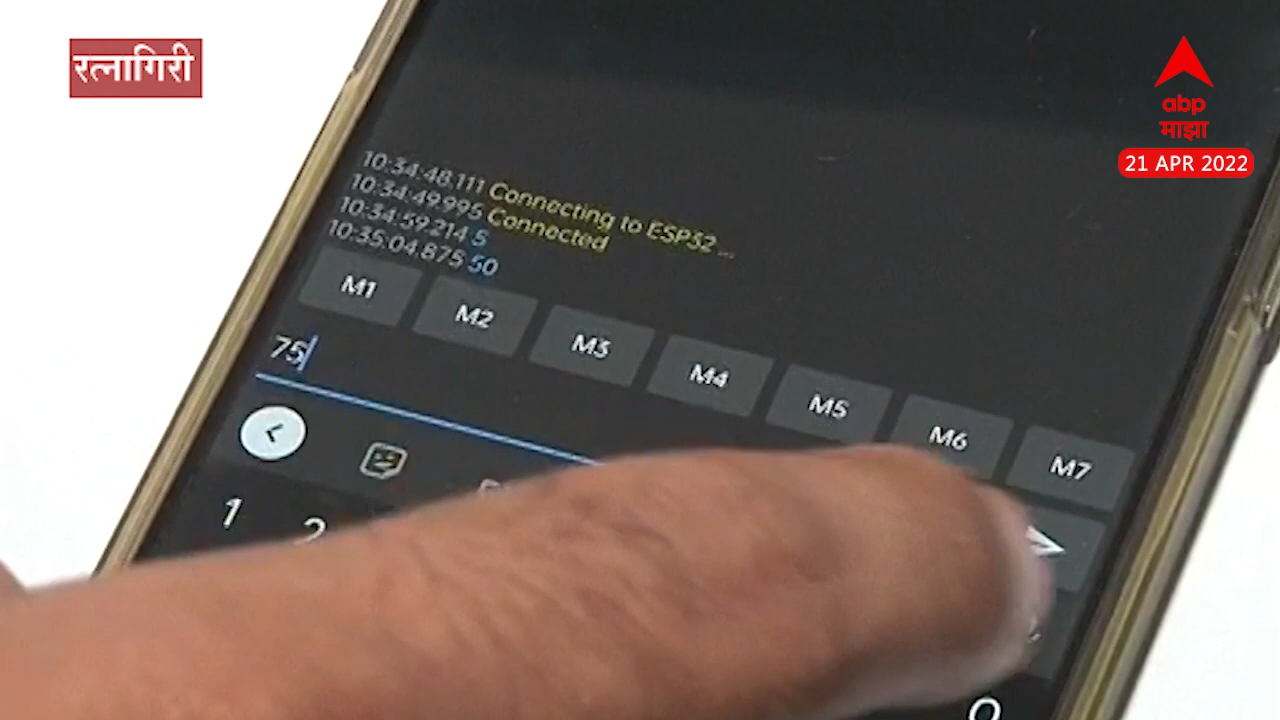 रत्नागिरी
abp
माझा
21 APR 2022
10:34:48.111 Connecting to ESP32 ...
10:34:49.995 Connected
10:34:59.214 5
10:35:04.875 50
M1 M2 M3 M4 M5 M6 M7
75
1 2